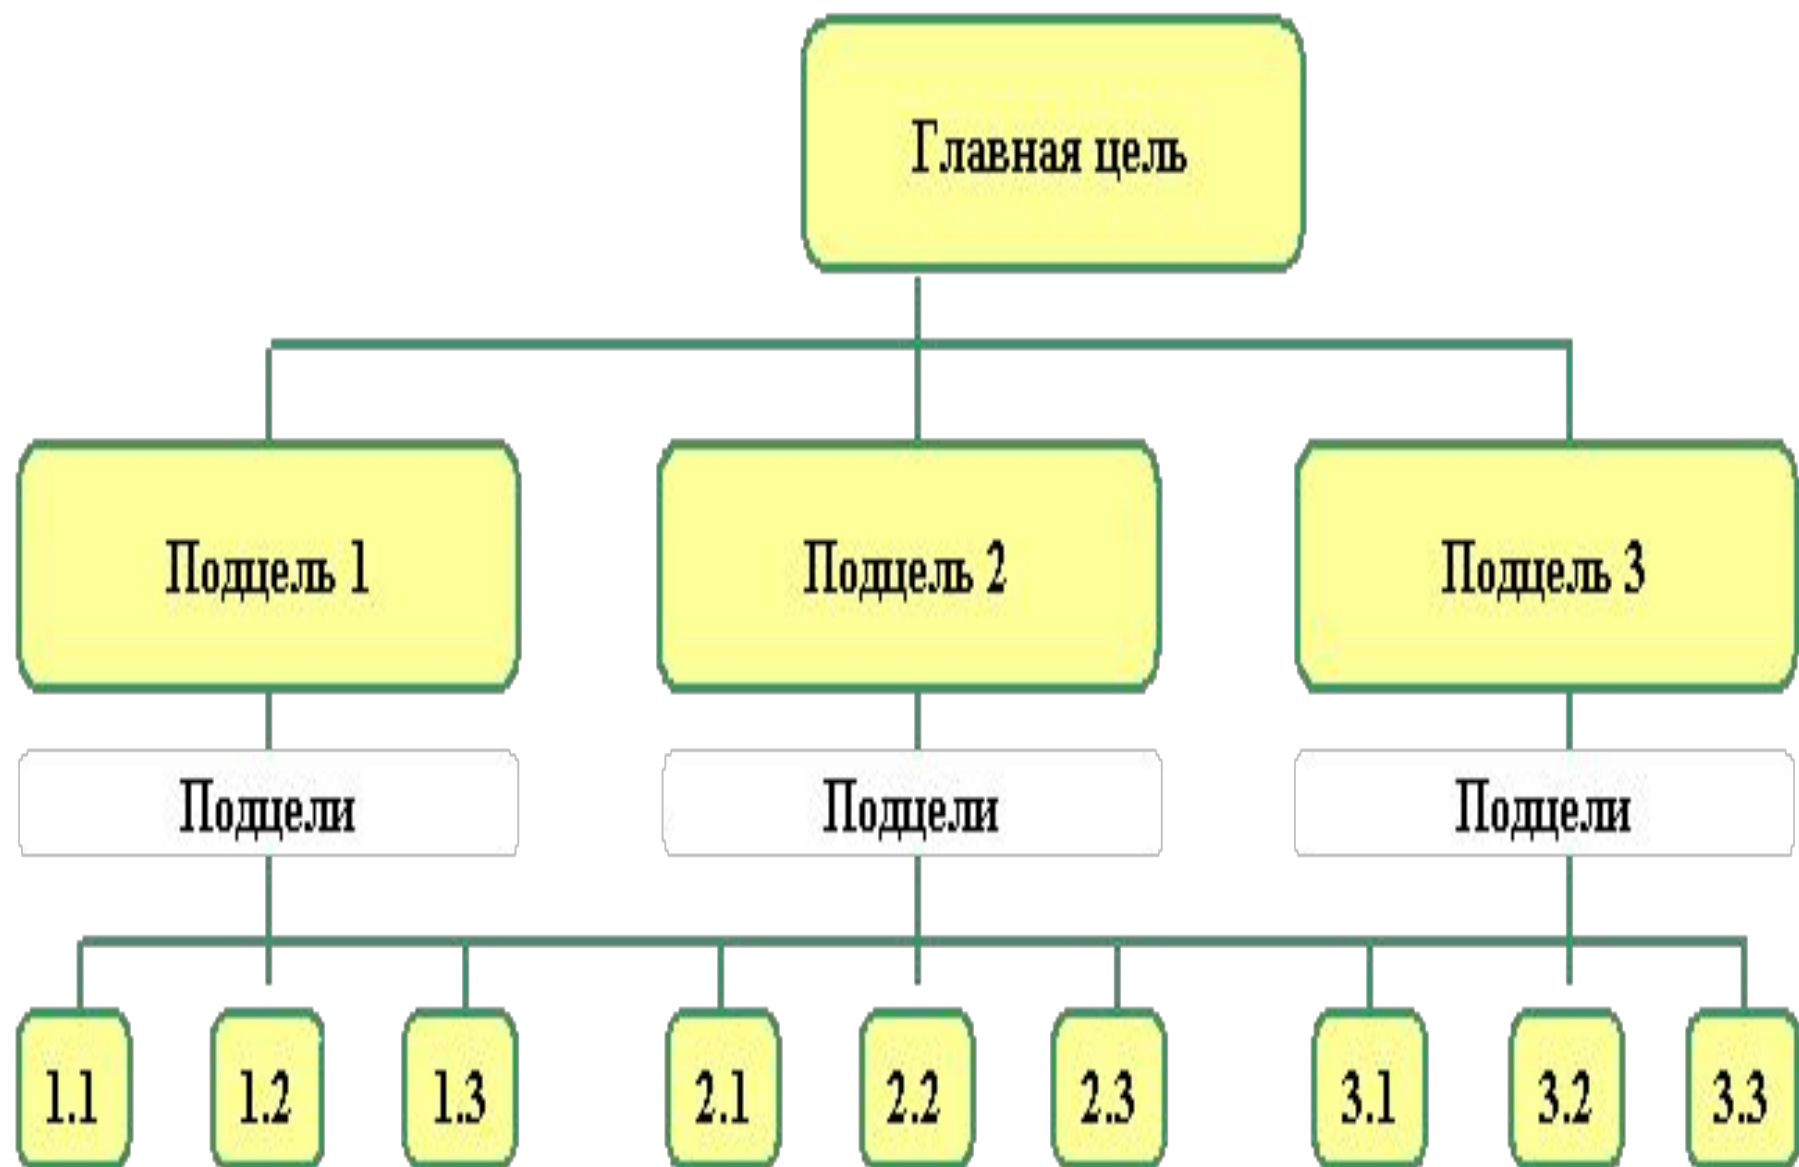 Главная цель
Подцель 1
Подцель 2
Подцель 3
Подцели
Подцели
Подцели
1.1
1.2
1.3
2.1
2.2
2.3
3.1
3.2
3.3